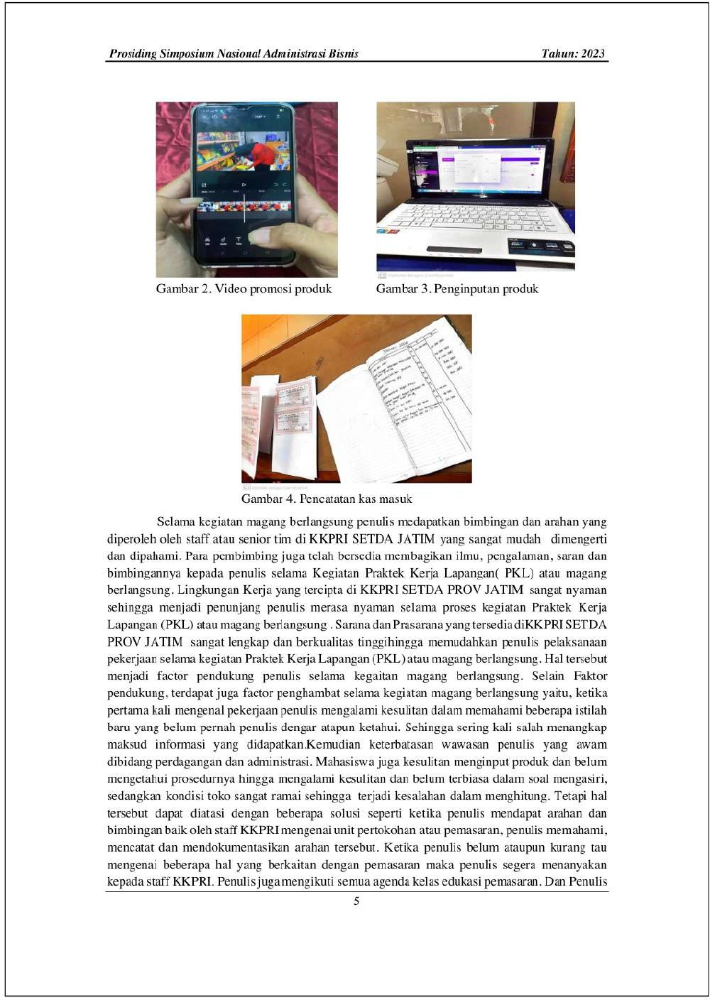 Prosiding Simposium Nasional Administrasi Bisnis Tahun: 2023
Gambar 2. Video promosi produk
Gambar 3. Penginputan produk
Gambar 4. Pencatatan kas masuk
Selama kegiatan magang berlangsung penulis medapatkan bimbingan dan arahan yang
diperoleh oleh staff atau senior tim di KKPRI SETDA JATIM yang sangat mudah dimengerti
dan dipahami. Para pembimbing juga telah bersedia membagikan ilmu, pengalaman, saran dan
bimbingannya kepada penulis selama Kegiatan Praktek Kerja Lapangan( PKL) atau magang
berlangsung. Lingkungan Kerja yang tercipta di KKPRI SETDA PROV JATIM sangat nyaman
sehingga menjadi penunjang penulis merasa nyaman selama proses kegiatan Praktek Kerja
Lapangan (PKL) atau magang berlangsung . Sarana dan Prasarana yang tersedia di KKPRI SETDA
PROV JATIM sangat lengkap dan berkualitas tinggihingga memudahkan penulis pelaksanaan
pekerjaan selama kegiatan Praktek Kerja Lapangan (PKL) atau magang berlangsung. Hal tersebut
menjadi factor pendukung penulis selama kegaitan magang berlangsung. Selain Faktor
pendukung, terdapat juga factor penghambat selama kegiatan magang berlangsung yaitu, ketika
pertama kali mengenal pekerjaan penulis mengalami kesulitan dalam memahami beberapa istilah
baru yang belum pernah penulis dengar atapun ketahui. Sehingga sering kali salah menangkap
maksud informasi yang didapatkan.Kemudian keterbatasan wawasan penulis yang awam
dibidang perdagangan dan administrasi. Mahasiswa juga kesulitan menginput produk dan belum
mengetahui prosedurnya hingga mengalami kesulitan dan belum terbiasa dalam soal mengasiri,
sedangkan kondisi toko sangat ramai sehingga terjadi kesalahan dalam menghitung. Tetapi hal
tersebut dapat diatasi dengan beberapa solusi seperti ketika penulis mendapat arahan dan
bimbingan baik oleh staff KKPRI mengenai unit pertokohan atau pemasaran, penulis memahami,
mencatat dan mendokumentasikan arahan tersebut. Ketika penulis belum ataupun kurang tau
mengenai beberapa hal yang berkaitan dengan pemasaran maka penulis segera menanyakan
kepada staff KKPRI. Penulis juga mengikuti semua agenda kelas edukasi pemasaran. Dan Penulis
5